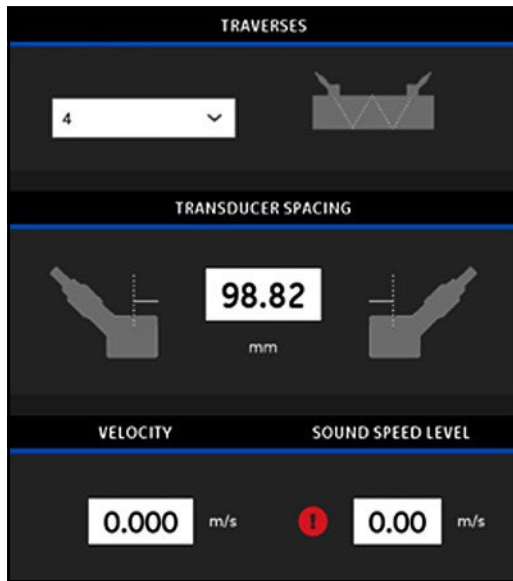 TRAVERSES
4
TRANSDUCER SPACING
98.82
mm
VELOCITY SOUND SPEED LEVEL
0.000 m/s ! 0.00 m/s